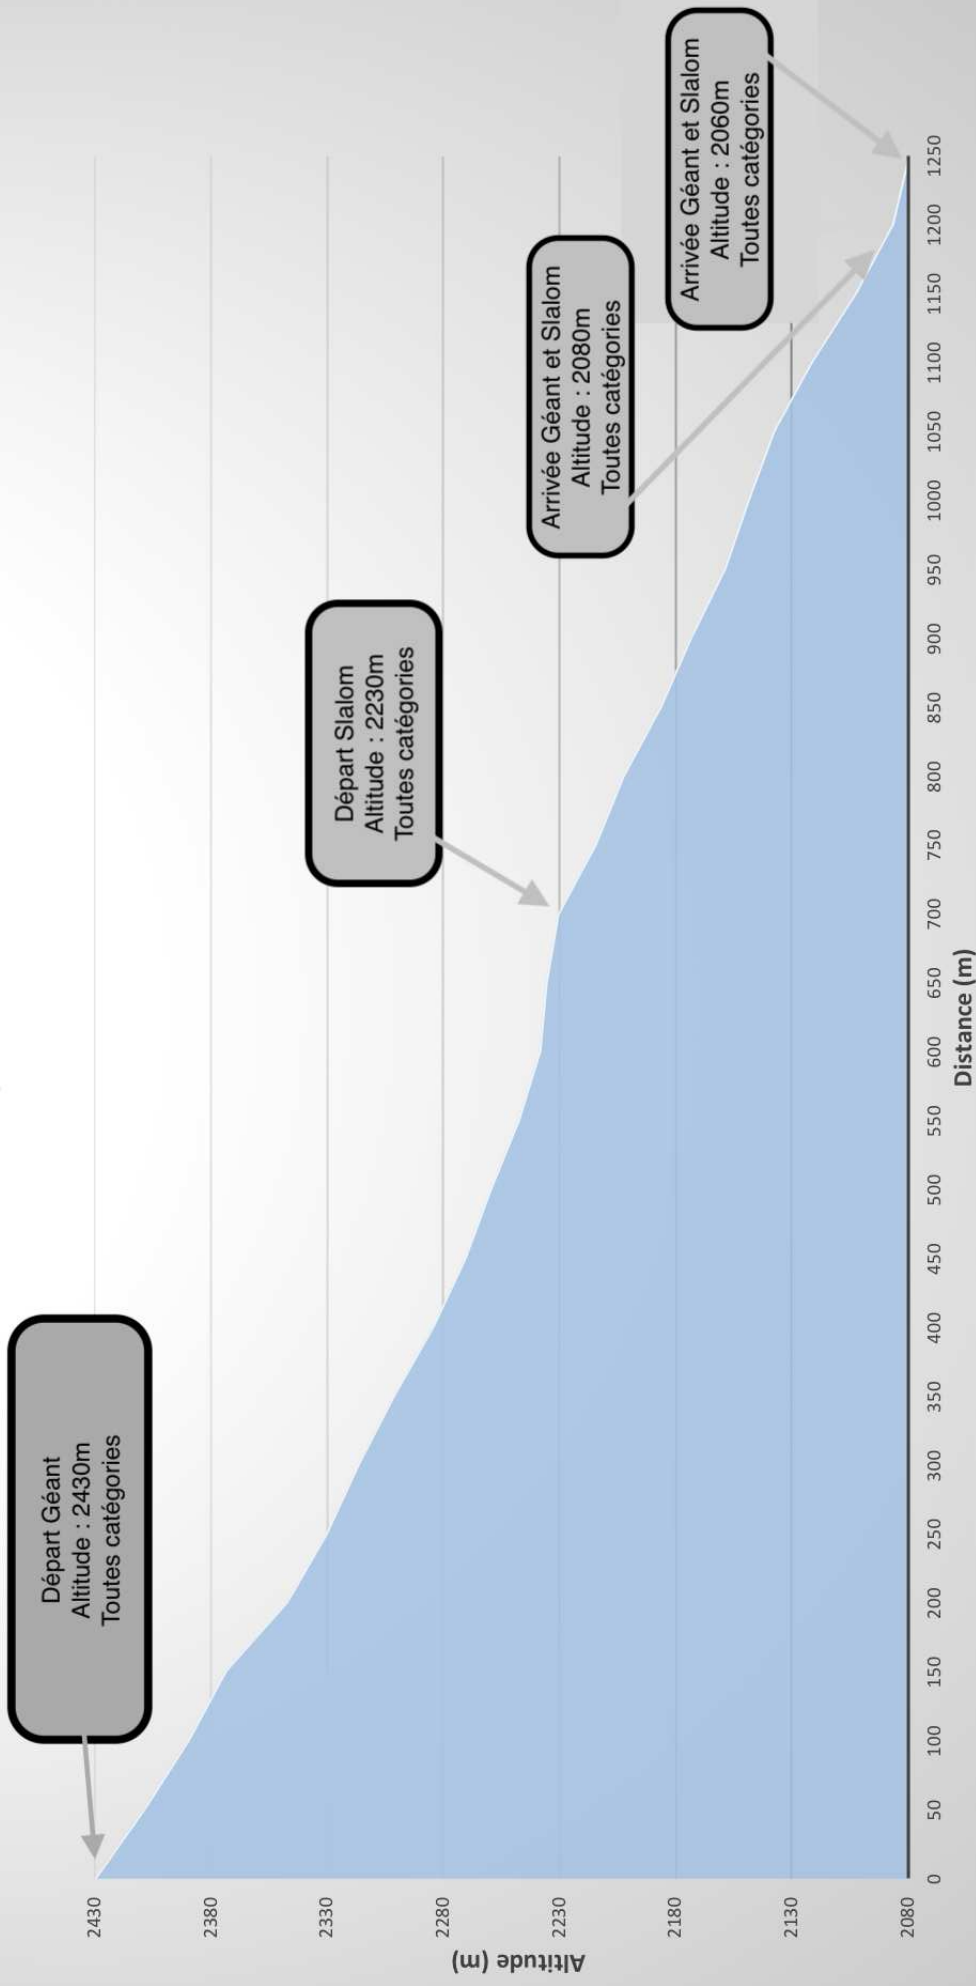 Départ Géant
Altitude : 2430m
Toutes catégories
Départ Slalom
Altitude : 2230m
Toutes catégories
Arrivée Géant et Slalom
Altitude : 2080m
Toutes catégories
Arrivée Géant et Slalom
Altitude : 2060m
Toutes catégories
Altitude (m)
2430
2380
2330
2280
2230
2180
2130
2080
0 50 100 150 200 250 300 350 400 450 500 550 600 650 700 750 800 850 900 950 1000 1050 1100 1150 1200 1250
Distance (m)